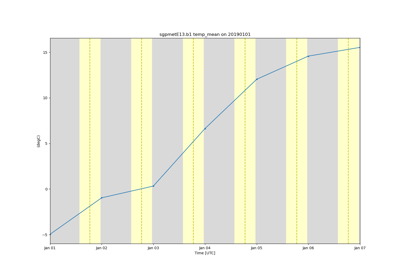 sgpmetE13.b1 temp_mean on 20190101
15
10
5
0
−5
(degC)
Jan 01 Jan 02 Jan 03 Jan 04 Jan 05 Jan 06 Jan 07
Time [UTC]